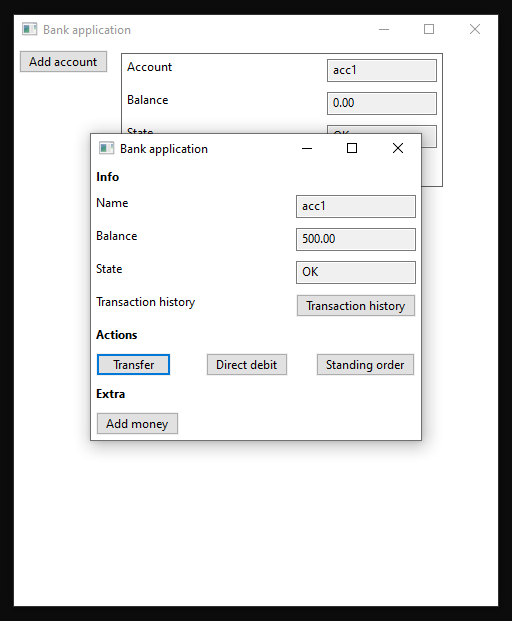 Bank application
Add account
Account
acc1
Balance
0.00
State
OK
Bank application
Info
Name
acc1
Balance
500.00
State
OK
Transaction history
Transaction history
Actions
Transfer
Direct debit
Standing order
Extra
Add money